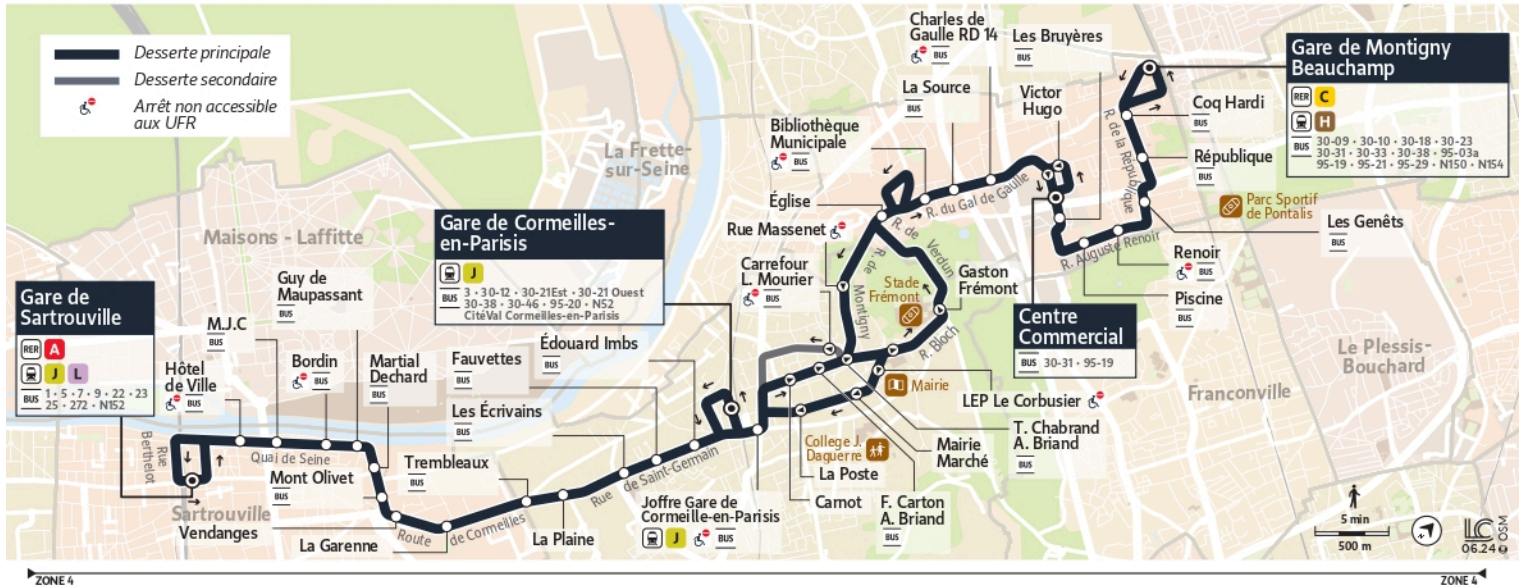 Desserte principale
Desserte secondaire
Arrêt non accessible
aux UFR
Gare de
Sartrouville
RER A
J L
BUS 1 · 5 · 7 · 9 · 22 · 23
25 · 272 · N152
Rue
Berthelot
Hôtel
de Ville
BUS
M.J.C
BUS
Guy de
Maupassant
BUS
Bordin
BUS
Martial
Dechard
BUS
Maisons - Laffitte
Quai de Seine
Mont Olivet
BUS
Sartrouville
Vendanges
La Garenne
Route de Cormeilles
Trembleaux
BUS
Les Écrivains
BUS
Fauvettes
BUS
Édouard Imbs
BUS
La Plaine
Rue de Saint-Germain
Gare de Cormeilles-
en-Parisis
J
BUS 3 · 30-12 · 30-21Est · 30-21 Ouest
30-38 · 30-46 · 95-20 · N52
CitéVal Cormeilles-en-Parisis
La Frette-
sur-Seine
Joffre Gare de
Cormeille-en-Parisis
J BUS
Carrefour
L. Mourier
BUS
Rue Massenet
Église
Bibliothèque
Municipale
BUS
La Source
BUS
Charles de
Gaulle RD 14
BUS
Les Bruyères
BUS
Victor
Hugo
R. du Gal de Gaulle
R. de Verdun
R. de Montigny
Stade
Frémont
Gaston
Frémont
BUS
R. Bloch
Mairie
LEP Le Corbusier
T. Chabrand
A. Briand
BUS
Mairie
Marché
College J.
Daguerre
La Poste
Carnot
F. Carton
A. Briand
BUS
Centre
Commercial
BUS 30-31 · 95-19
Gare de Montigny
Beauchamp
RER C
H
BUS 30-09 · 30-10 · 30-18 · 30-23
30-31 · 30-33 · 30-38 · 95-03a
95-19 · 95-21 · 95-29 · N150 · N154
Coq Hardi
BUS
République
BUS
R. de la République
Parc Sportif
de Pontalis
Les Genêts
BUS
R. Auguste Renoir
Renoir
BUS
Piscine
BUS
Le Plessis-
Bouchard
Franconville
5 min
500 m
N
LC
06.24 © OSM
ZONE 4
ZONE 4